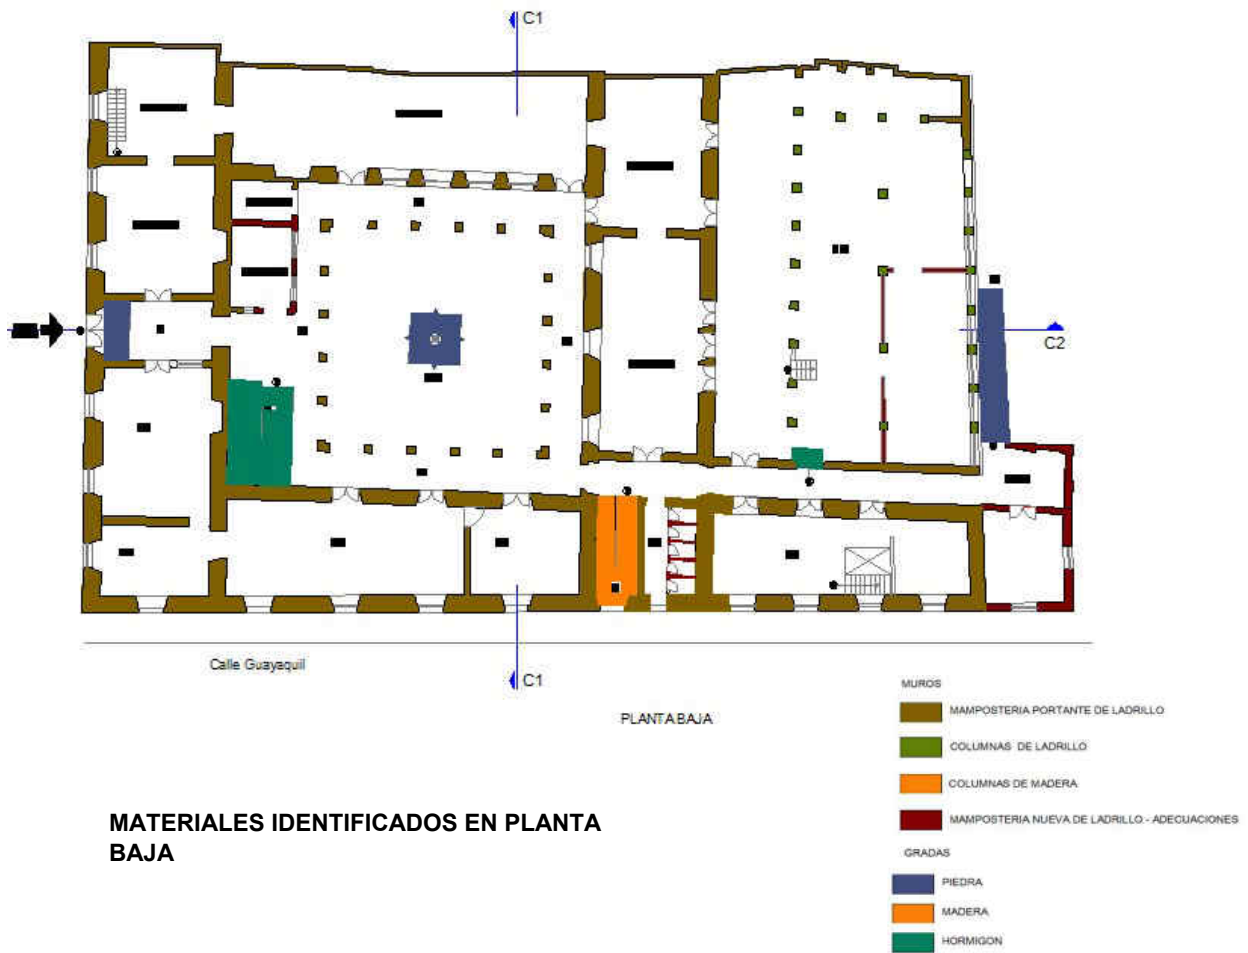 C1
C2
Calle Guayaquil
C1
PLANTA BAJA
MUROS
MAMPOSTERIA PORTANTE DE LADRILLO
COLUMNAS DE LADRILLO
COLUMNAS DE MADERA
MAMPOSTERIA NUEVA DE LADRILLO - ADECUACIONES
GRADAS
PIEDRA
MADERA
HORMIGON
MATERIALES IDENTIFICADOS EN PLANTA
BAJA